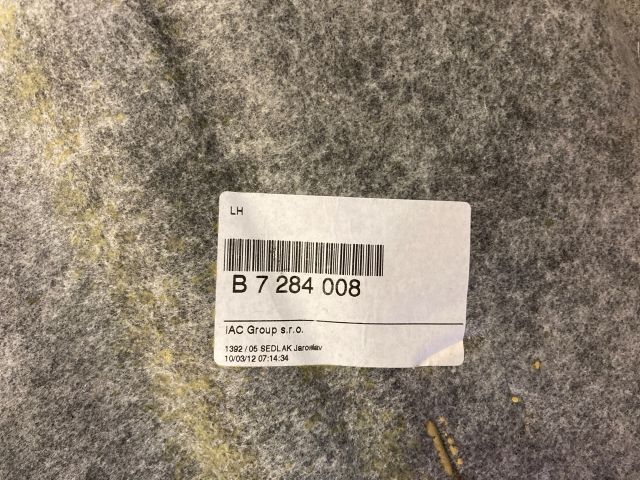 LH
B 7 284 008
IAC Group s.r.o.
1392 / 05 SEDLAK Jaroslav
10/03/12 07:14:34